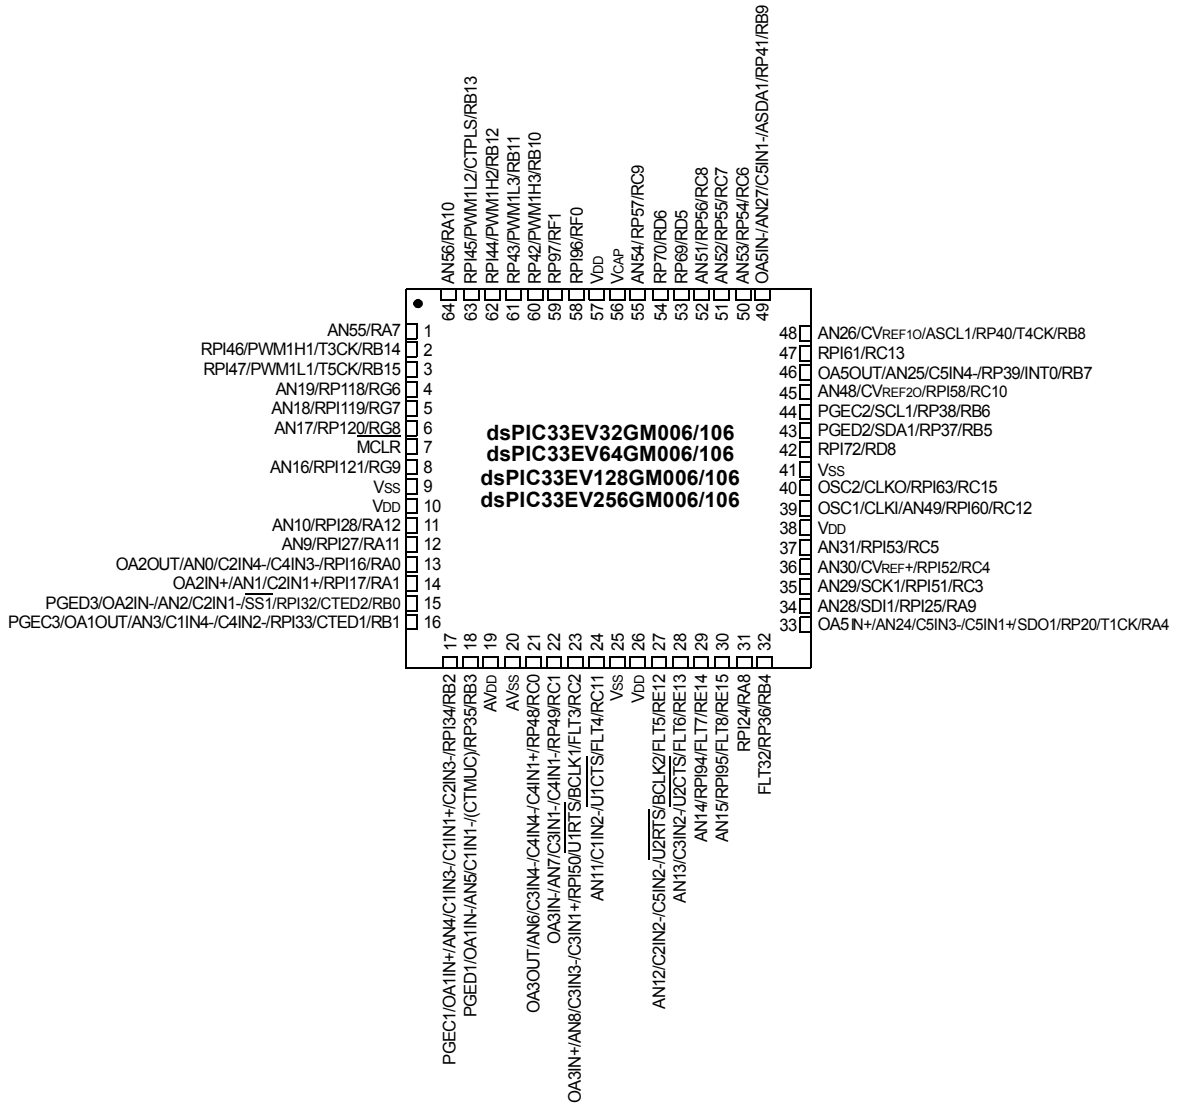 AN56/RA10
RPI45/PWM1L2/CTPLS/RB13
RPI44/PWM1H2/RB12
RP43/PWM1L3/RB11
RP42/PWM1H3/RB10
RP97/RF1
RPI96/RF0
VDD
VCAP
AN54/RP57/RC9
RP70/RD6
RP69/RD5
AN51/RP56/RC8
AN52/RP55/RC7
AN53/RP54/RC6
OA5IN-/AN27/C5IN1-/ASDA1/RP41/RB9
64
63
62
61
60
59
58
57
56
55
54
53
52
51
50
49
AN55/RA7 1
RPI46/PWM1H1/T3CK/RB14 2
RPI47/PWM1L1/T5CK/RB15 3
AN19/RP118/RG6 4
AN18/RPI119/RG7 5
AN17/RP120/RG8 6
MCLR 7
AN16/RPI121/RG9 8
VSS 9
VDD 10
AN10/RPI28/RA12 11
AN9/RPI27/RA11 12
OA2OUT/AN0/C2IN4-/C4IN3-/RPI16/RA0 13
OA2IN+/AN1/C2IN1+/RPI17/RA1 14
PGED3/OA2IN-/AN2/C2IN1-/SS1/RPI32/CTED2/RB0 15
PGEC3/OA1OUT/AN3/C1IN4-/C4IN2-/RPI33/CTED1/RB1 16
dsPIC33EV32GM006/106
dsPIC33EV64GM006/106
dsPIC33EV128GM006/106
dsPIC33EV256GM006/106
48 AN26/CVREF1O/ASCL1/RP40/T4CK/RB8
47 RPI61/RC13
46 OA5OUT/AN25/C5IN4-/RP39/INT0/RB7
45 AN48/CVREF2O/RPI58/RC10
44 PGEC2/SCL1/RP38/RB6
43 PGED2/SDA1/RP37/RB5
42 RPI72/RD8
41 VSS
40 OSC2/CLKO/RPI63/RC15
39 OSC1/CLKI/AN49/RPI60/RC12
38 VDD
37 AN31/RPI53/RC5
36 AN30/CVREF+/RPI52/RC4
35 AN29/SCK1/RPI51/RC3
34 AN28/SDI1/RPI25/RA9
33 OA5IN+/AN24/C5IN3-/C5IN1+/SDO1/RP20/T1CK/RA4
17
18
19
20
21
22
23
24
25
26
27
28
29
30
31
32
PGEC1/OA1IN+/AN4/C1IN3-/C1IN1+/C2IN3-/RPI34/RB2
PGED1/OA1IN-/AN5/C1IN1-/(CTMUC)/RP35/RB3
AVDD
AVSS
OA3OUT/AN6/C3IN4-/C4IN4-/C4IN1+/RP48/RC0
OA3IN-/AN7/C3IN1-/C4IN1-/RP49/RC1
OA3IN+/AN8/C3IN3-/C3IN1+/RPI50/U1RTS/BCLK1/FLT3/RC2
AN11/C1IN2-/U1CTS/FLT4/RC11
VSS
VDD
AN12/C2IN2-/C5IN2-/U2RTS/BCLK2/FLT5/RE12
AN13/C3IN2-/U2CTS/FLT6/RE13
AN14/RPI94/FLT7/RE14
AN15/RPI95/FLT8/RE15
RPI24/RA8
FLT32/RP36/RB4